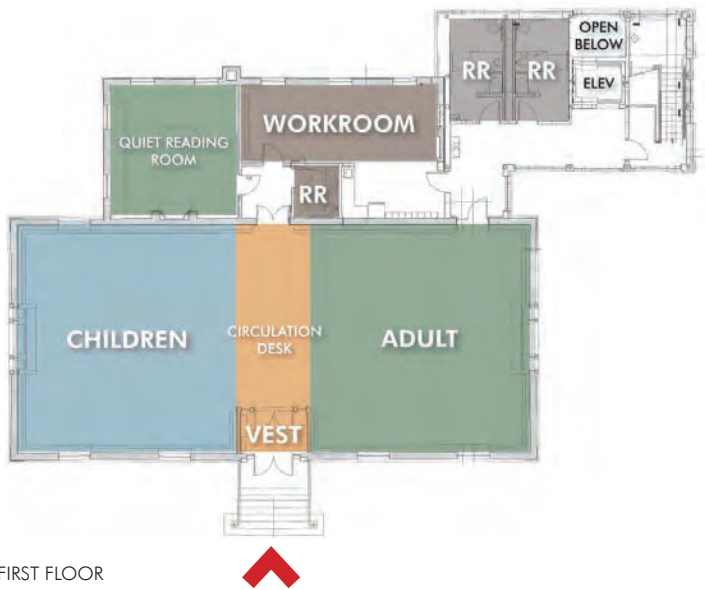 OPEN
BELOW
RR
RR
ELEV
WORKROOM
QUIET READING
ROOM
RR
CHILDREN
CIRCULATION
DESK
ADULT
VEST
FIRST FLOOR